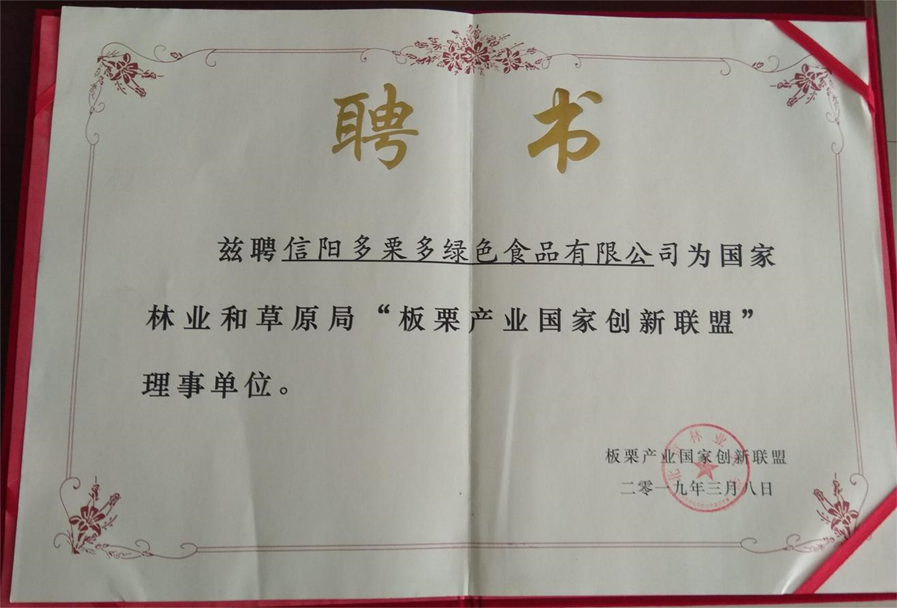 聘书
兹聘信阳多栗多绿色食品有限公司为国家
林业和草原局“板栗产业国家创新联盟”
理事单位。
板栗产业国家创新联盟
二零一九年三月八日